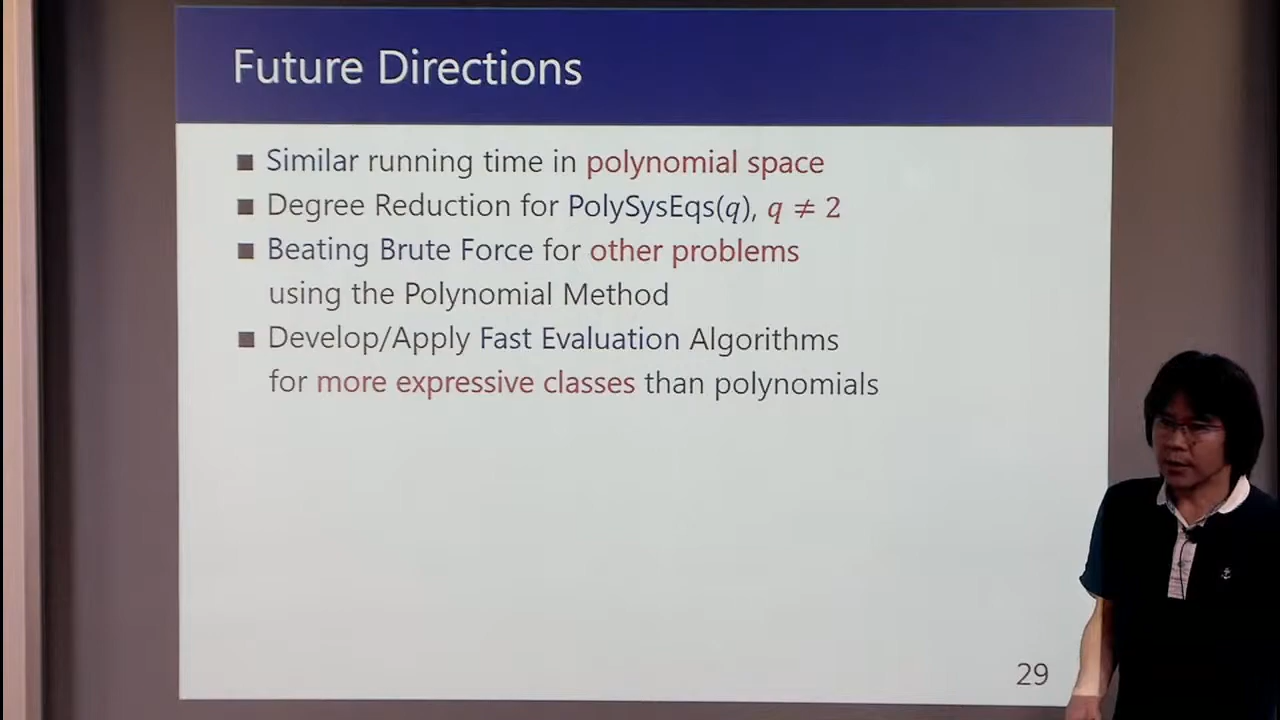 Future Directions
Similar running time in polynomial space
Degree Reduction for PolySysEqs(q), q ≠ 2
Beating Brute Force for other problems
using the Polynomial Method
Develop/Apply Fast Evaluation Algorithms
for more expressive classes than polynomials
29